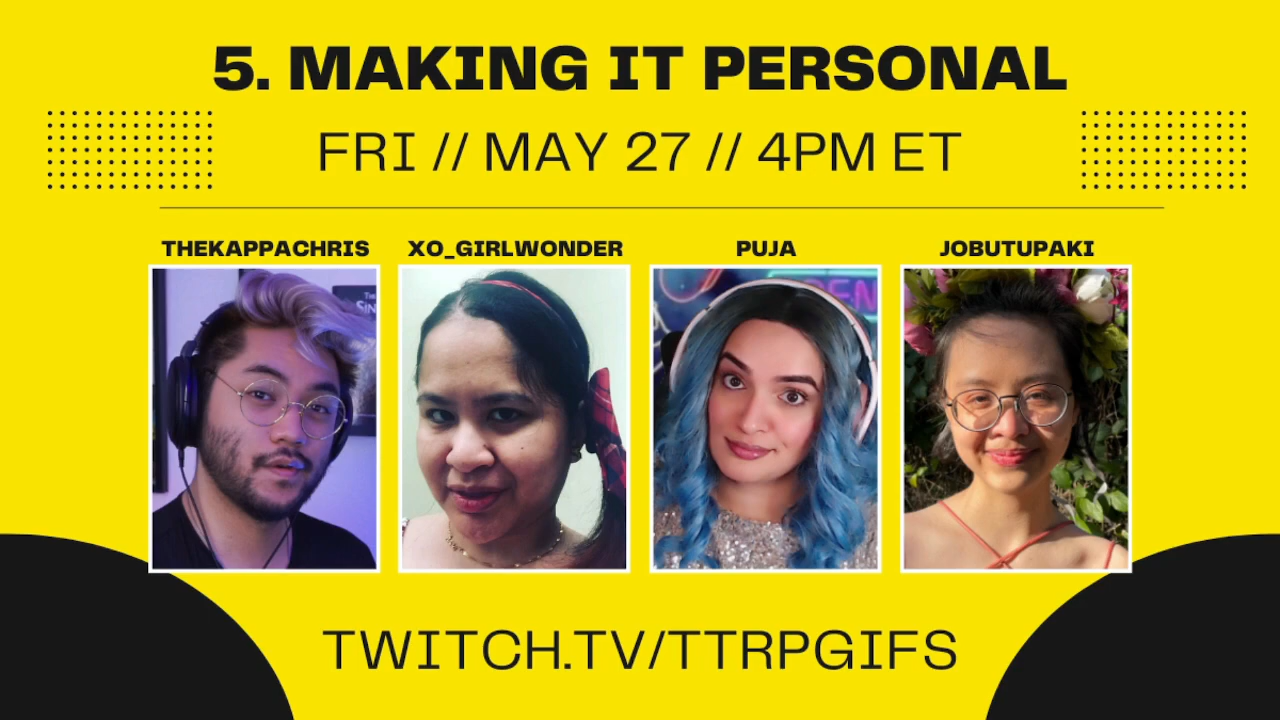 5. MAKING IT PERSONAL
FRI // MAY 27 // 4PM ET
THEKAPPACHRIS XO_GIRLWONDER PUJA JOBUTUPAKI
TWITCH.TV/TTRPGIFS